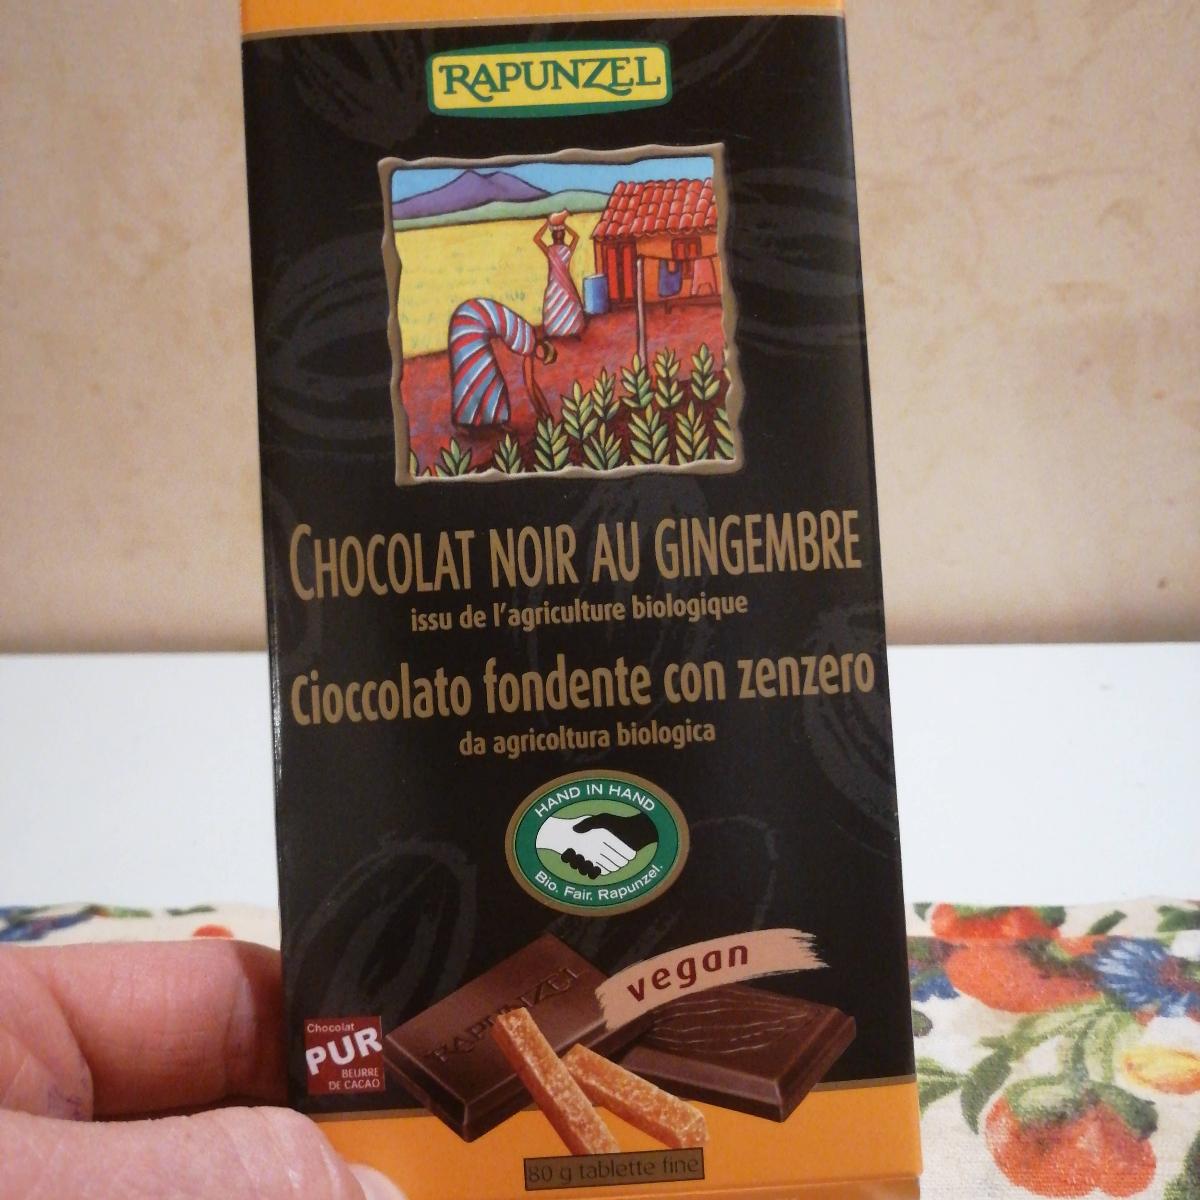 RAPUNZEL
CHOCOLAT NOIR AU GINGEMBRE
issu de l'agriculture biologique
cioccolato fondente con zenzero
da agricoltura biologica
HAND IN HAND
Bio. Fair. Rapunzel.
vegan
RAPUNZEL
Chocolat
PUR
BEURRE
DE CACAO
80 g tablette fine